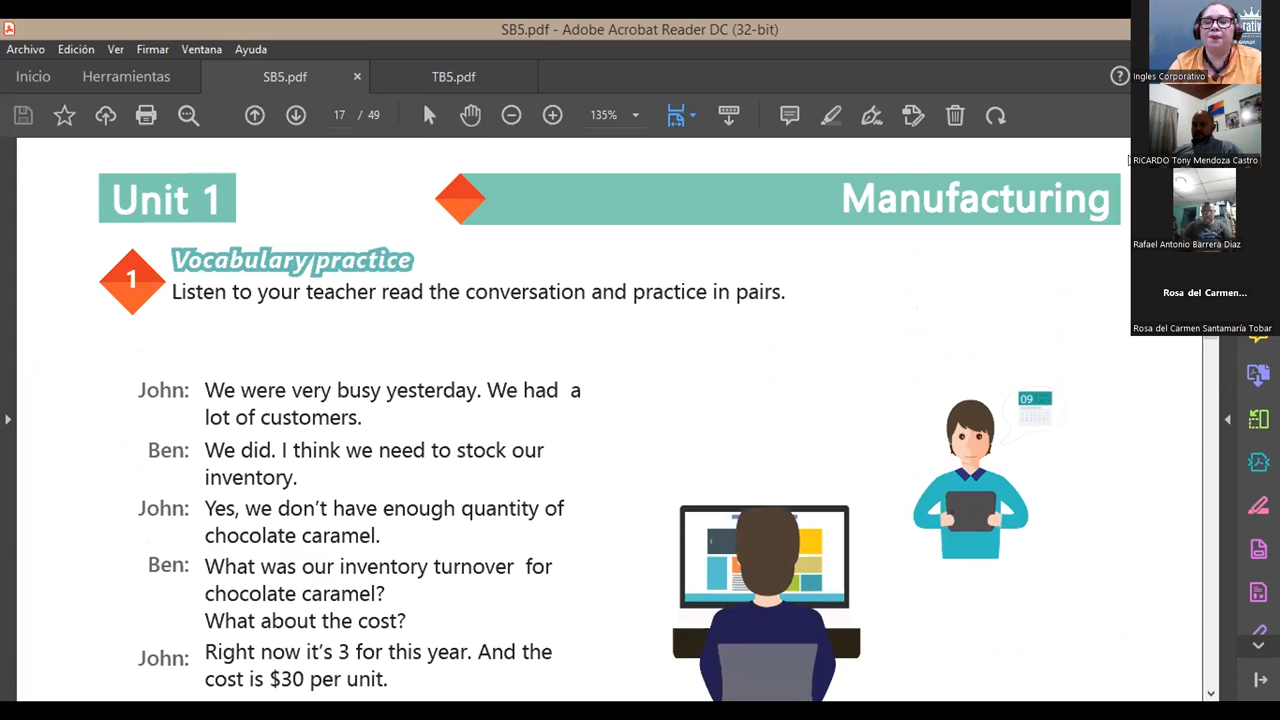 SB5.pdf - Adobe Acrobat Reader DC (32-bit)
Archivo Edición Ver Firmar Ventana Ayuda
Inicio Herramientas SB5.pdf × TB5.pdf
17 / 49 135%
Ingles Corporativo
RICARDO Tony Mendoza Castro
Rafael Antonio Barrera Diaz
Rosa del Carmen...
Rosa del Carmen Santamaría Tobar
Unit 1 Manufacturing
1 Vocabulary practice
Listen to your teacher read the conversation and practice in pairs.
John: We were very busy yesterday. We had a
lot of customers.
Ben: We did. I think we need to stock our
inventory.
John: Yes, we don't have enough quantity of
chocolate caramel.
Ben: What was our inventory turnover for
chocolate caramel?
What about the cost?
John: Right now it's 3 for this year. And the
cost is $30 per unit.
09